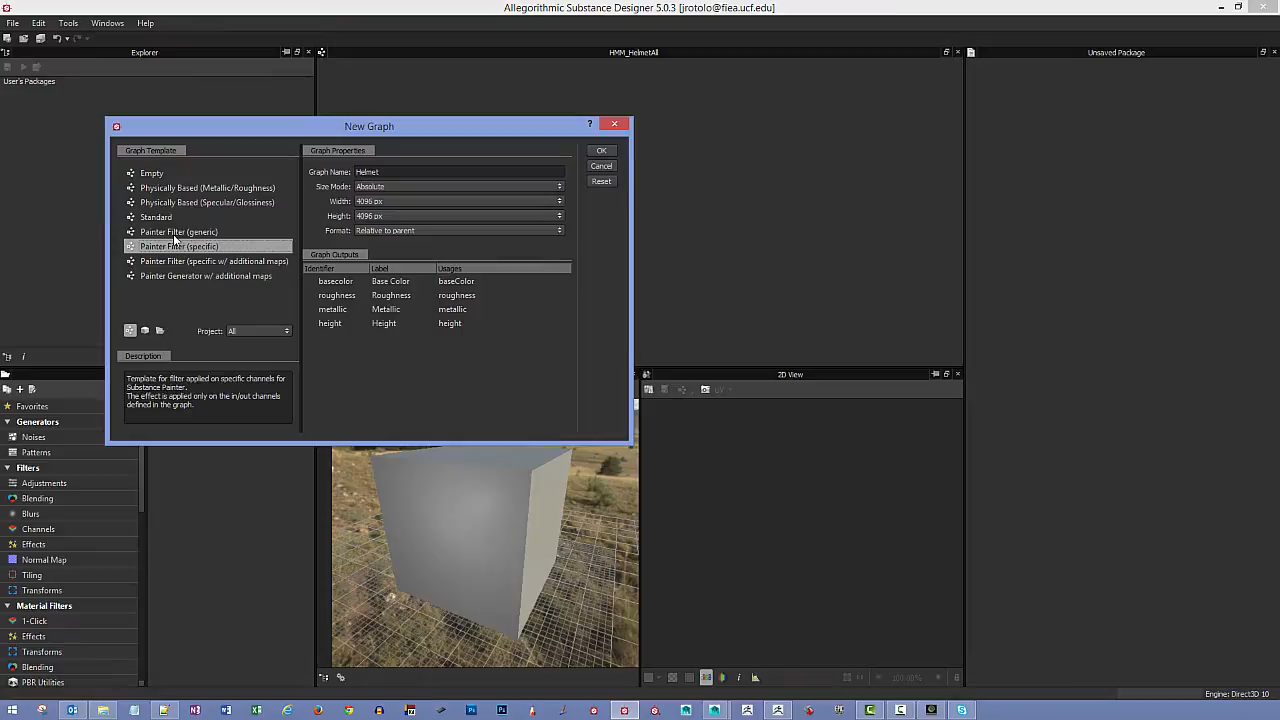 Allegorithmic Substance Designer 5.0.3 [jrotolo@fiea.ucf.edu]
File Edit Tools Windows Help
Explorer
HMM_HelmetAll
Unsaved Package
User's Packages
New Graph
?
Graph Template
Empty
Physically Based (Metallic/Roughness)
Physically Based (Specular/Glossiness)
Standard
Painter Filter (generic)
Painter Filter (specific)
Painter Filter (specific w/ additional maps)
Painter Generator w/ additional maps
Project: All
Description
Template for filter applied on specific channels for
Substance Painter.
The effect is applied only on the in/out channels
defined in the graph.
Graph Properties
Graph Name: Helmet
Size Mode: Absolute
Width: 4096 px
Height: 4096 px
Format: Relative to parent
Graph Outputs
Identifier Label Usages
basecolor Base Color baseColor
roughness Roughness roughness
metallic Metallic metallic
height Height height
OK
Cancel
Reset
Favorites
Generators
Noises
Patterns
Filters
Adjustments
Blending
Blurs
Channels
Effects
Normal Map
Tiling
Transforms
Material Filters
1-Click
Effects
Transforms
Blending
PBR Utilities
2D View
UV
100.00%
Engine: Direct3D 10